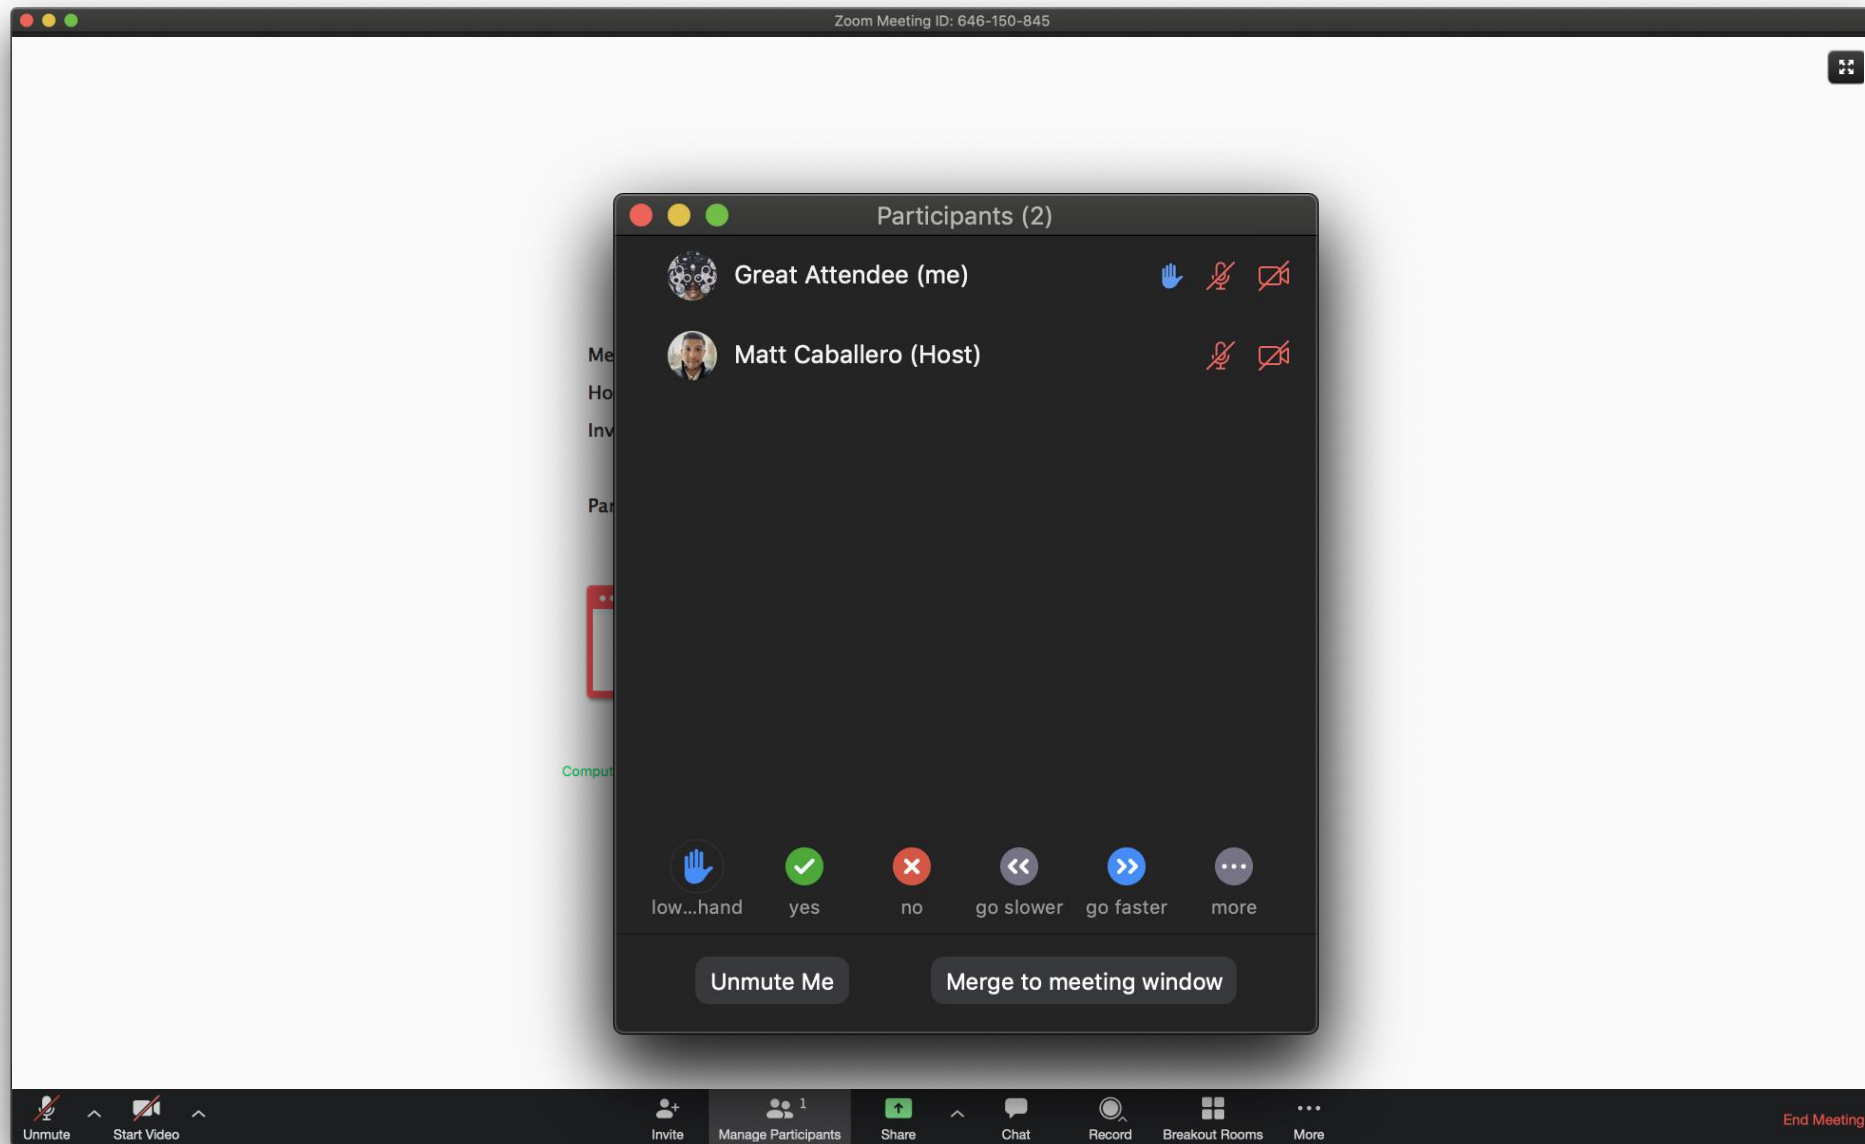 Zoom Meeting ID: 646-150-845
Participants (2)
Great Attendee (me)
Matt Caballero (Host)
Me
Ho
Inv
Par
Comput
low...hand yes no go slower go faster more
Unmute Me Merge to meeting window
1
Unmute Start Video Invite Manage Participants Share Chat Record Breakout Rooms More End Meeting